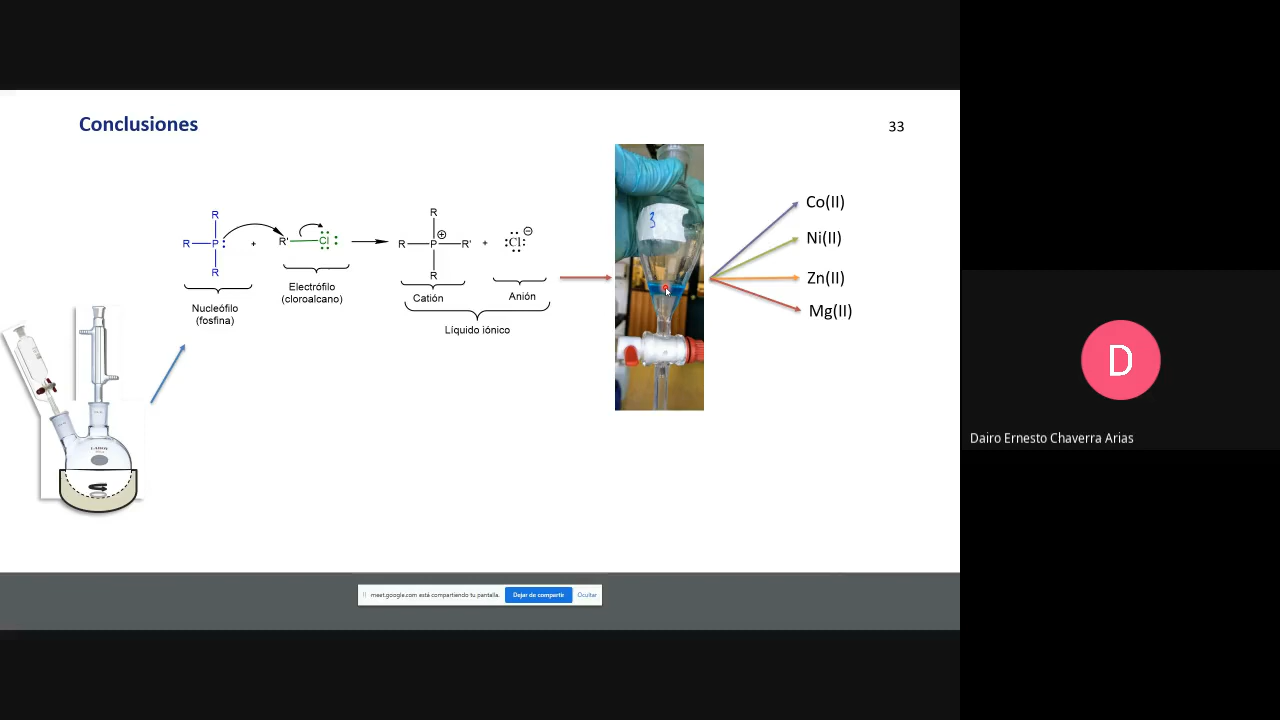 Conclusiones
33
R
R P : + R' Cl
R
Nucleófilo
(fosfina)
Electrófilo
(cloroalcano)
R
R P R' + Cl
R
Catión
Anión
Líquido iónico
3
Co(II)
Ni(II)
Zn(II)
Mg(II)
meet.google.com está compartiendo tu pantalla.
Dejar de compartir
Ocultar
D
Dairo Ernesto Chaverra Arias